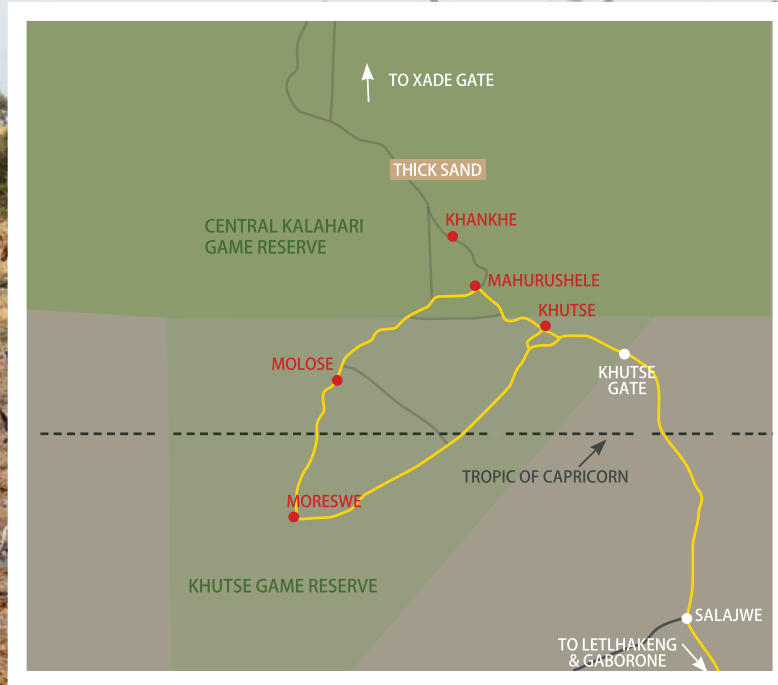 TO XADE GATE
THICK SAND
KHANKHE
CENTRAL KALAHARI
GAME RESERVE
MAHURUSHELE
KHUTSE
MOLOSE
KHUTSE
GATE
TROPIC OF CAPRICORN
MORESWE
KHUTSE GAME RESERVE
SALAJWE
TO LETLHAKENG
& GABORONE